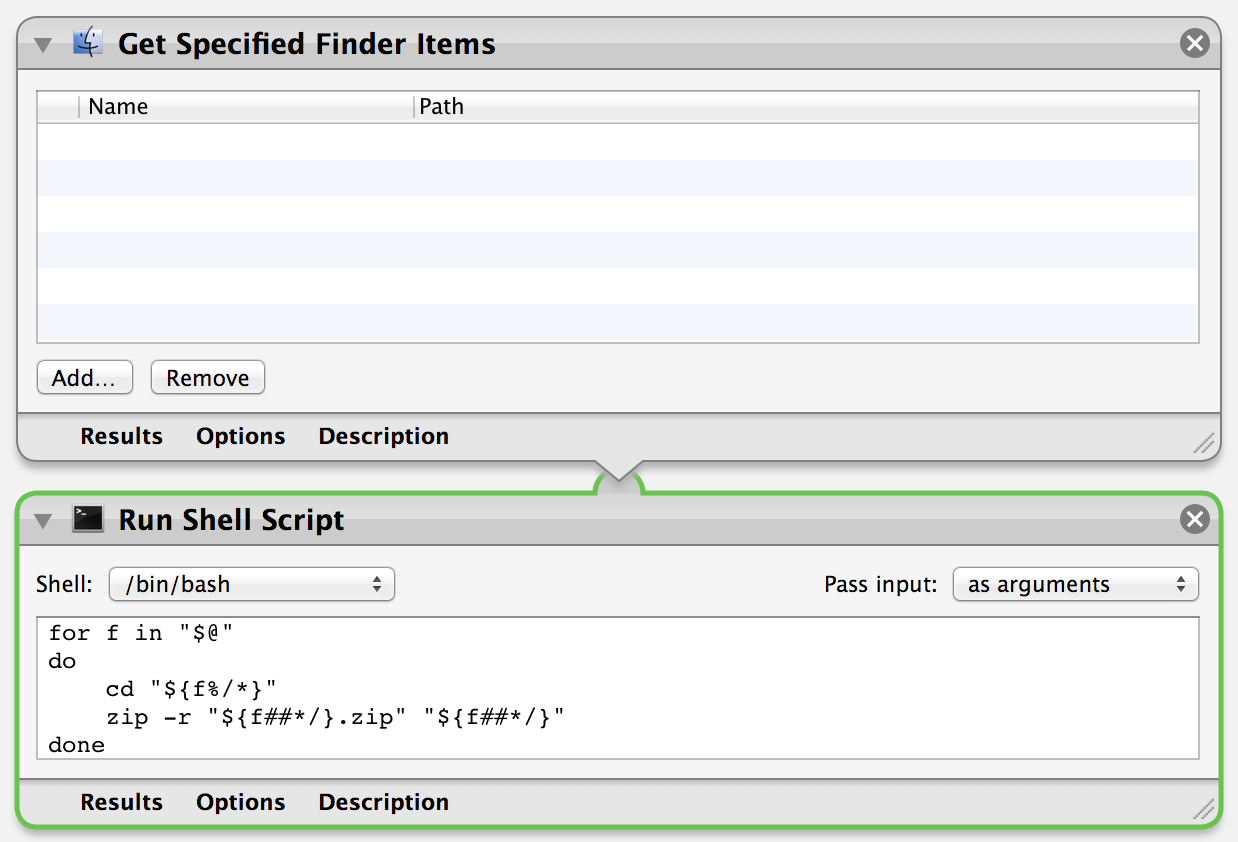 Get Specified Finder Items
Name Path
Add... Remove
Results Options Description
Run Shell Script
Shell: /bin/bash Pass input: as arguments
for f in "$@"
do
    cd "${f%/*}"
    zip -r "${f##*/}.zip" "${f##*/}"
done
Results Options Description